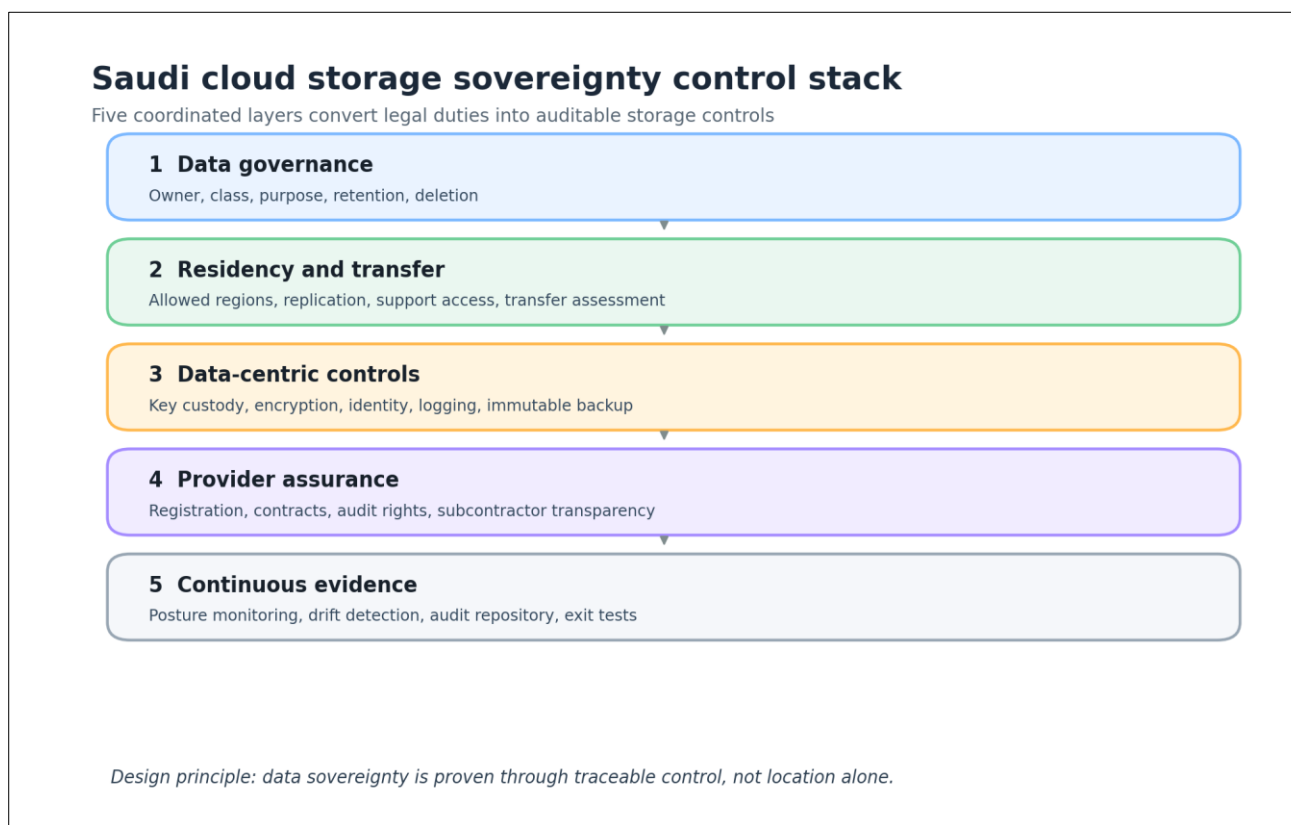 Saudi cloud storage sovereignty control stack
Five coordinated layers convert legal duties into auditable storage controls
1 Data governance
Owner, class, purpose, retention, deletion
2 Residency and transfer
Allowed regions, replication, support access, transfer assessment
3 Data-centric controls
Key custody, encryption, identity, logging, immutable backup
4 Provider assurance
Registration, contracts, audit rights, subcontractor transparency
5 Continuous evidence
Posture monitoring, drift detection, audit repository, exit tests
Design principle: data sovereignty is proven through traceable control, not location alone.